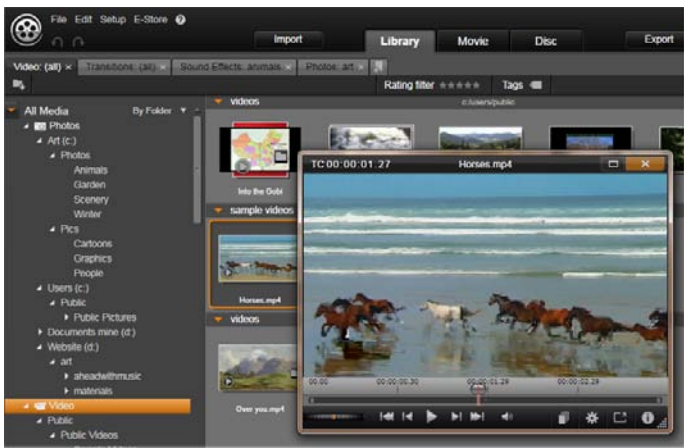 File Edit Setup E-Store
Import Library Movie Disc Export
Video: (all) × Transitions: (all) × Sound Effects: animals × Photos: art ×
Rating filter Tags
All Media By Folder
videos c:/users/public
Photos
Art (c:)
Photos
Animals
Garden
Scenery
Winter
Pics
Cartoons
Graphics
People
Users (c:)
Public
Public Pictures
Documents mine (d:)
Website (d:)
art
aheadwithmusic
materials
Video
Public
Public Videos
Into the Gobi
sample videos
Horses.mp4
videos
Over you.mp4
TC 00:00:01.27 Horses.mp4
00.00 00:00:00.30 00:00:01.29 00:00:02.29